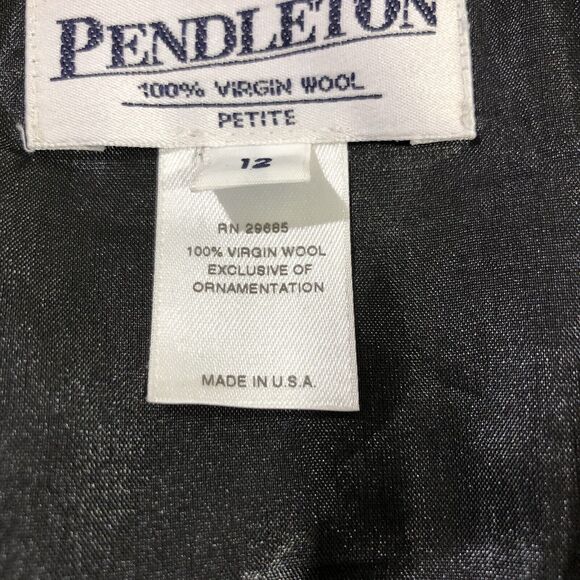 PENDLETON
100% VIRGIN WOOL
PETITE
12
RN 29685
100% VIRGIN WOOL
EXCLUSIVE OF
ORNAMENTATION
MADE IN U.S.A.